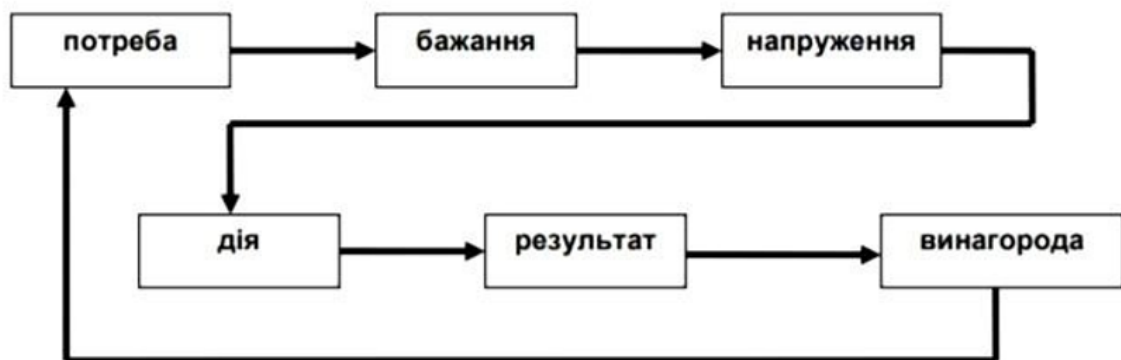 потреба
бажання
напруження
дія
результат
винагорода